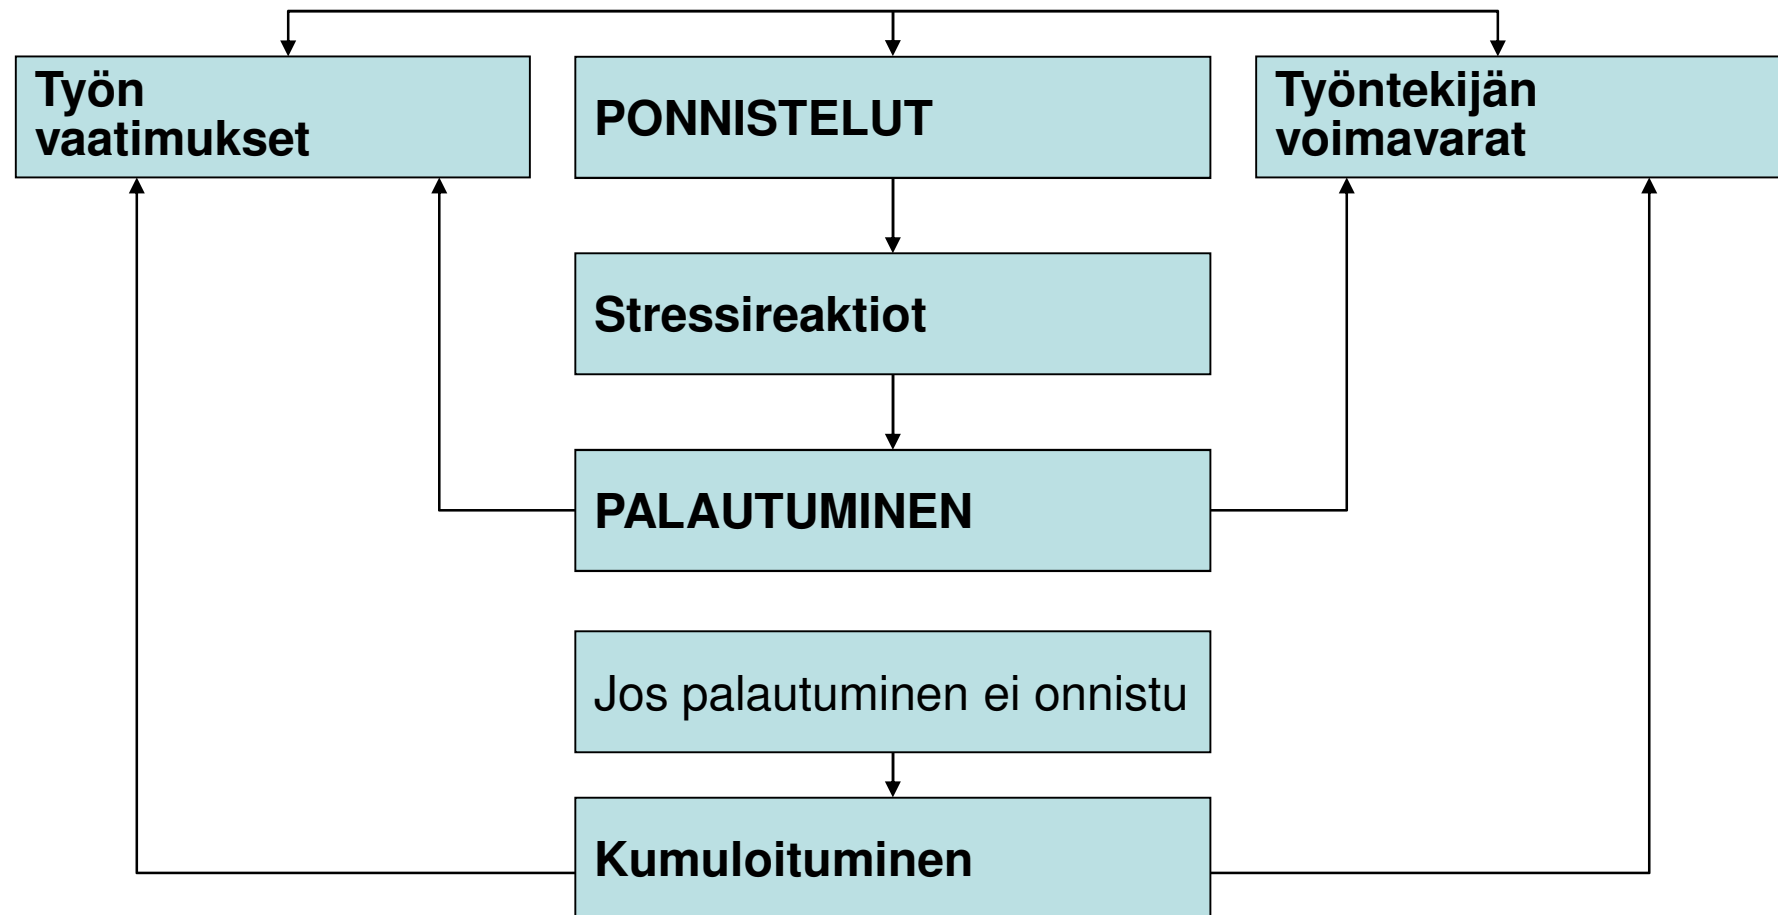 Työn
vaatimukset
PONNISTELUT
Työntekijän
voimavarat
Stressireaktiot
PALAUTUMINEN
Jos palautuminen ei onnistu
Kumuloituminen